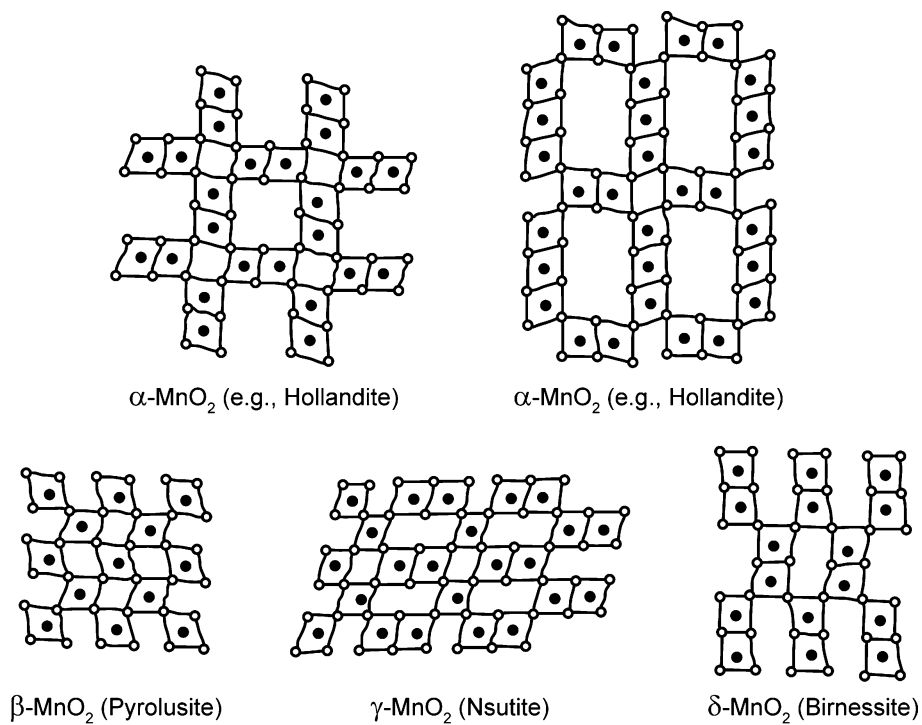 α-MnO₂ (e.g., Hollandite)
α-MnO₂ (e.g., Hollandite)
β-MnO₂ (Pyrolusite)
γ-MnO₂ (Nsutite)
δ-MnO₂ (Birnessite)